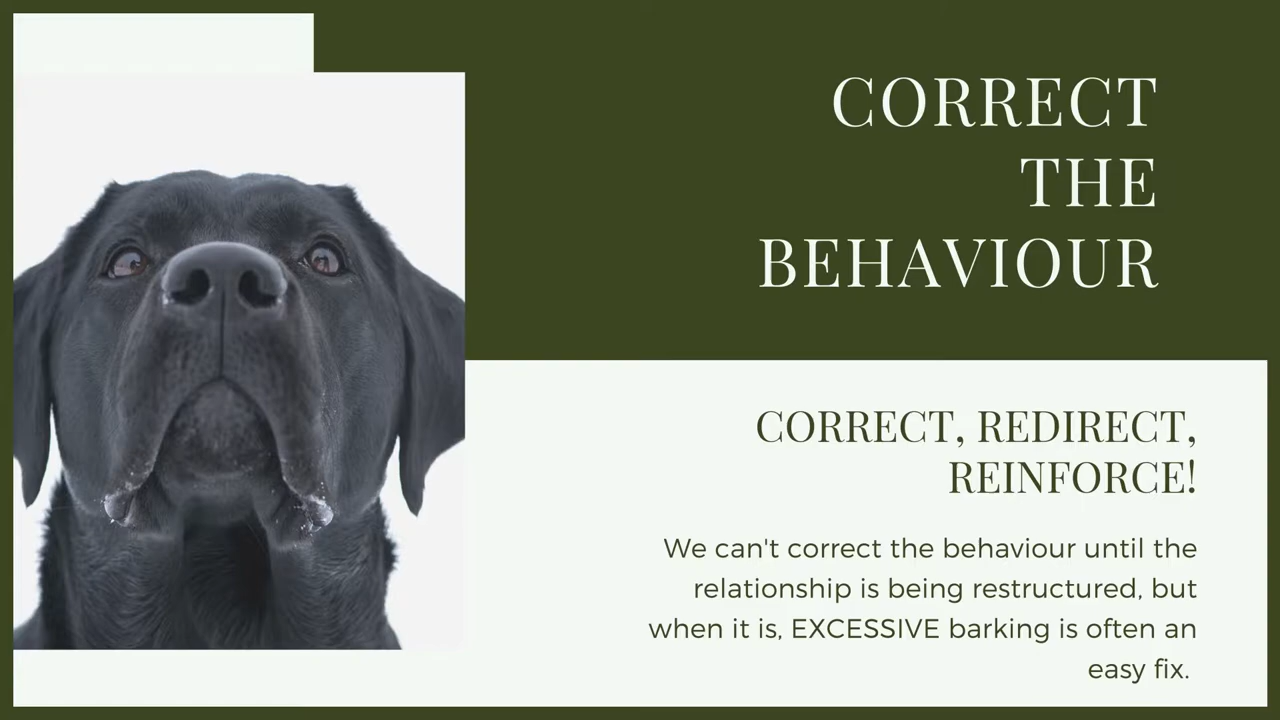 CORRECT
THE
BEHAVIOUR
CORRECT, REDIRECT,
REINFORCE!
We can't correct the behaviour until the
relationship is being restructured, but
when it is, EXCESSIVE barking is often an
easy fix.